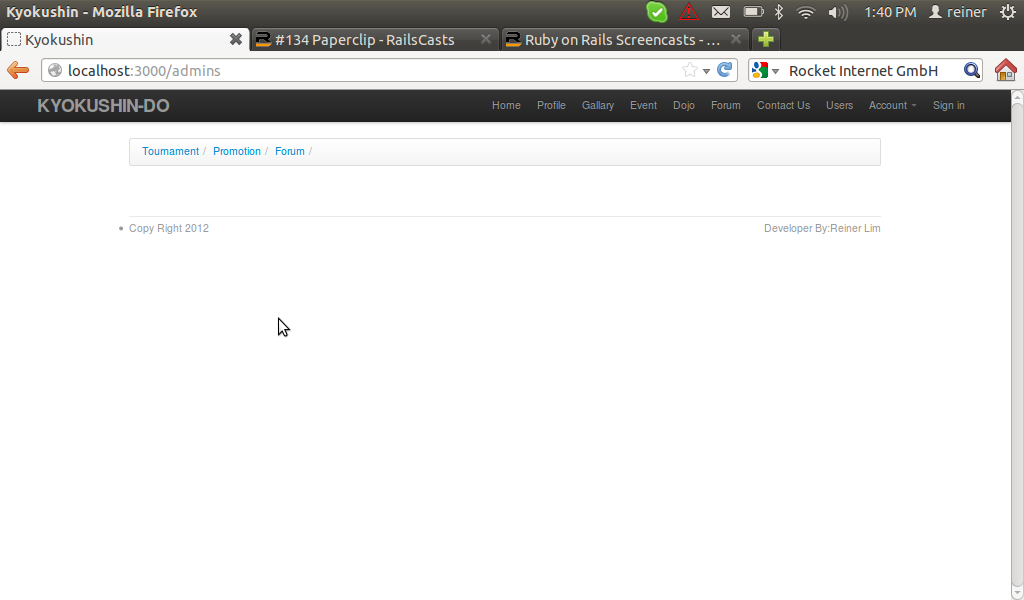 Kyokushin - Mozilla Firefox 1:40 PM reiner
Kyokushin #134 Paperclip - RailsCasts Ruby on Rails Screencasts - ...
localhost:3000/admins Rocket Internet GmbH
KYOKUSHIN-DO Home Profile Gallary Event Dojo Forum Contact Us Users Account Sign in
Tournament / Promotion / Forum /
• Copy Right 2012 Developer By:Reiner Lim